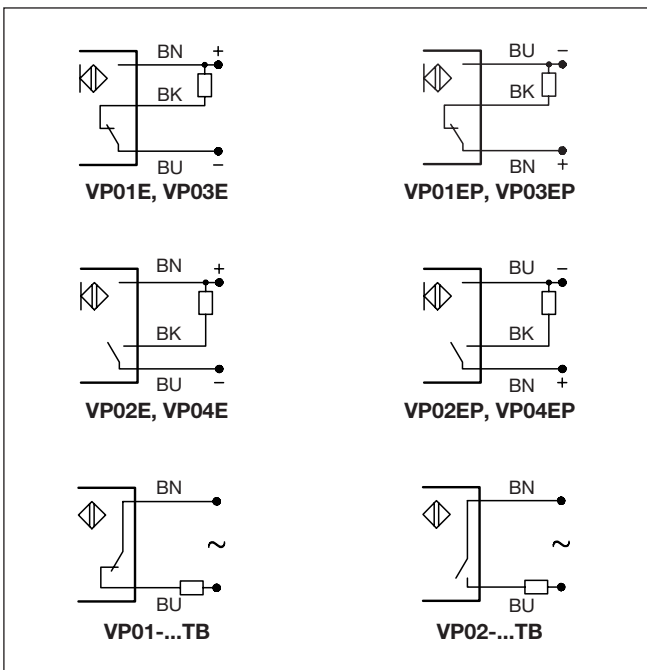 BN +
BK
BU −
VP01E, VP03E
BU −
BK
BN +
VP01EP, VP03EP
BN +
BK
BU −
VP02E, VP04E
BU −
BK
BN +
VP02EP, VP04EP
BN
~
BU
VP01-...TB
BN
~
BU
VP02-...TB